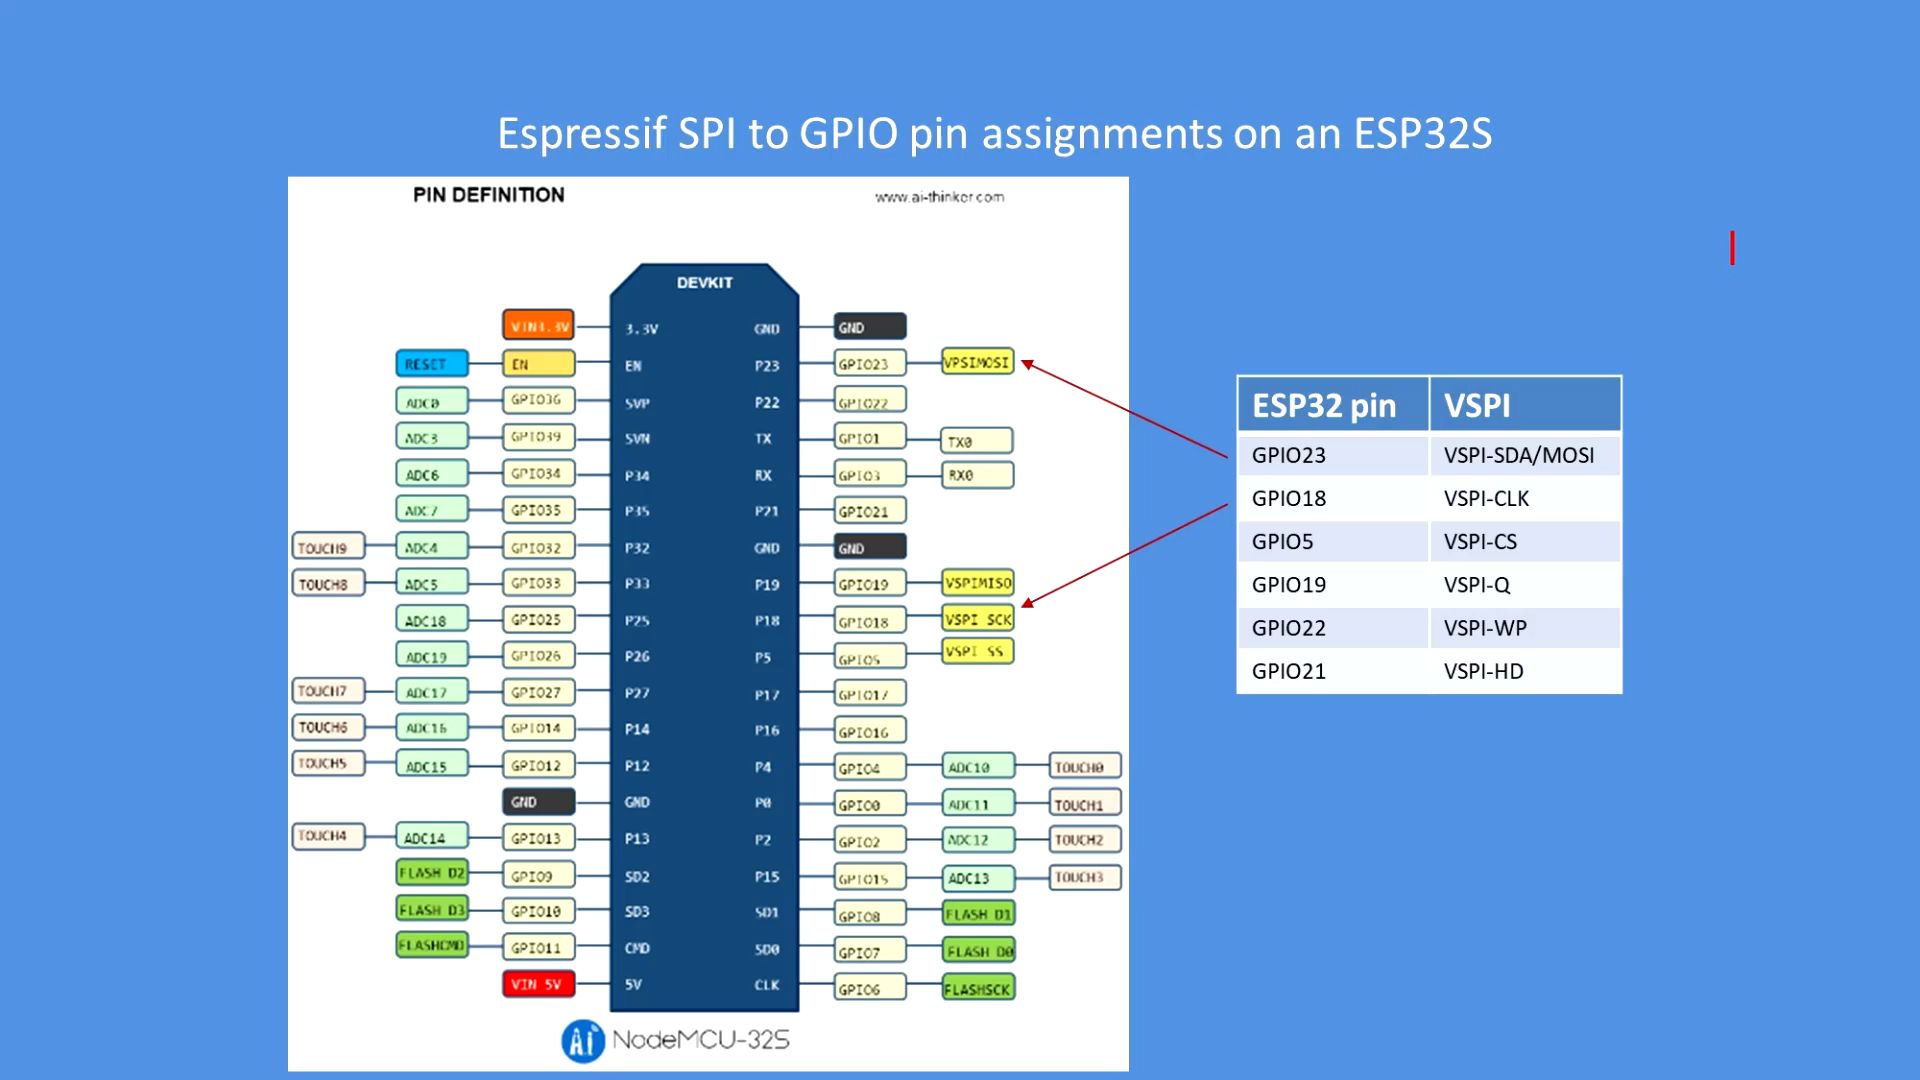 Espressif SPI to GPIO pin assignments on an ESP32S
PIN DEFINITION www.ai-thinker.com
DEVKIT
VIN3.3V 3.3V GND GND
RESET EN EN P23 GPIO23 VPSIMOSI
ADC0 GPIO36 SVP P22 GPIO22
ADC3 GPIO39 SVN TX GPIO1 TX0
ADC6 GPIO34 P34 RX GPIO3 RX0
ADC7 GPIO35 P35 P21 GPIO21
TOUCH9 ADC4 GPIO32 P32 GND GND
TOUCH8 ADC5 GPIO33 P33 P19 GPIO19 VSPIMISO
ADC18 GPIO25 P25 P18 GPIO18 VSPI SCK
ADC19 GPIO26 P26 P5 GPIO5 VSPI SS
TOUCH7 ADC17 GPIO27 P27 P17 GPIO17
TOUCH6 ADC16 GPIO14 P14 P16 GPIO16
TOUCH5 ADC15 GPIO12 P12 P4 GPIO4 ADC10 TOUCH0
GND GND P0 GPIO0 ADC11 TOUCH1
TOUCH4 ADC14 GPIO13 P13 P2 GPIO2 ADC12 TOUCH2
FLASH D2 GPIO9 SD2 P15 GPIO15 ADC13 TOUCH3
FLASH D3 GPIO10 SD3 SD1 GPIO8 FLASH D1
FLASHCMD GPIO11 CMD SD0 GPIO7 FLASH D0
VIN 5V 5V CLK GPIO6 FLASHSCK
Ai NodeMCU-32S
ESP32 pin VSPI
GPIO23 VSPI-SDA/MOSI
GPIO18 VSPI-CLK
GPIO5 VSPI-CS
GPIO19 VSPI-Q
GPIO22 VSPI-WP
GPIO21 VSPI-HD